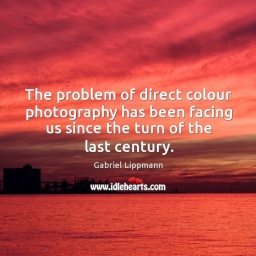 The problem of direct colour
photography has been facing
us since the turn of the
last century.
Gabriel Lippmann
www.idlehearts.com